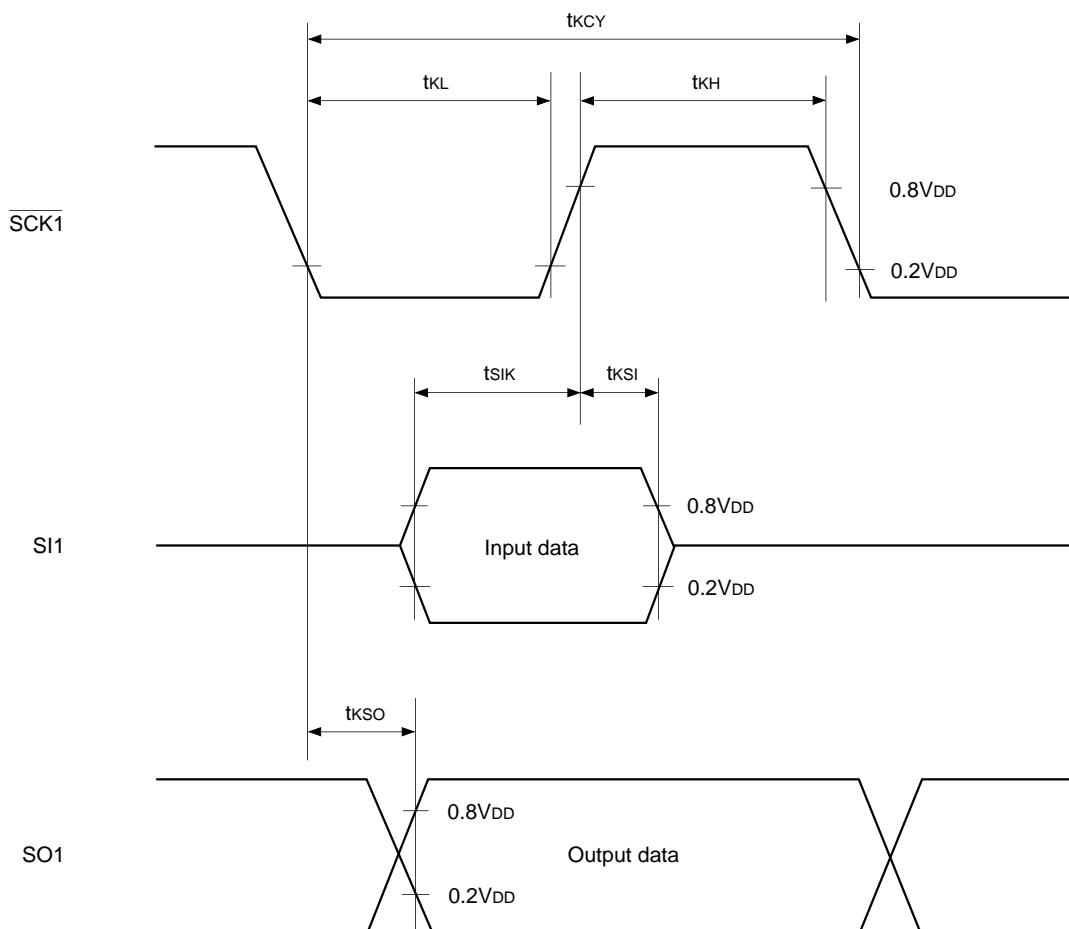 tKCY
tKL
tKH
SCK1
0.8VDD
0.2VDD
tSIK
tKSI
SI1
Input data
0.8VDD
0.2VDD
tKSO
SO1
0.8VDD
Output data
0.2VDD